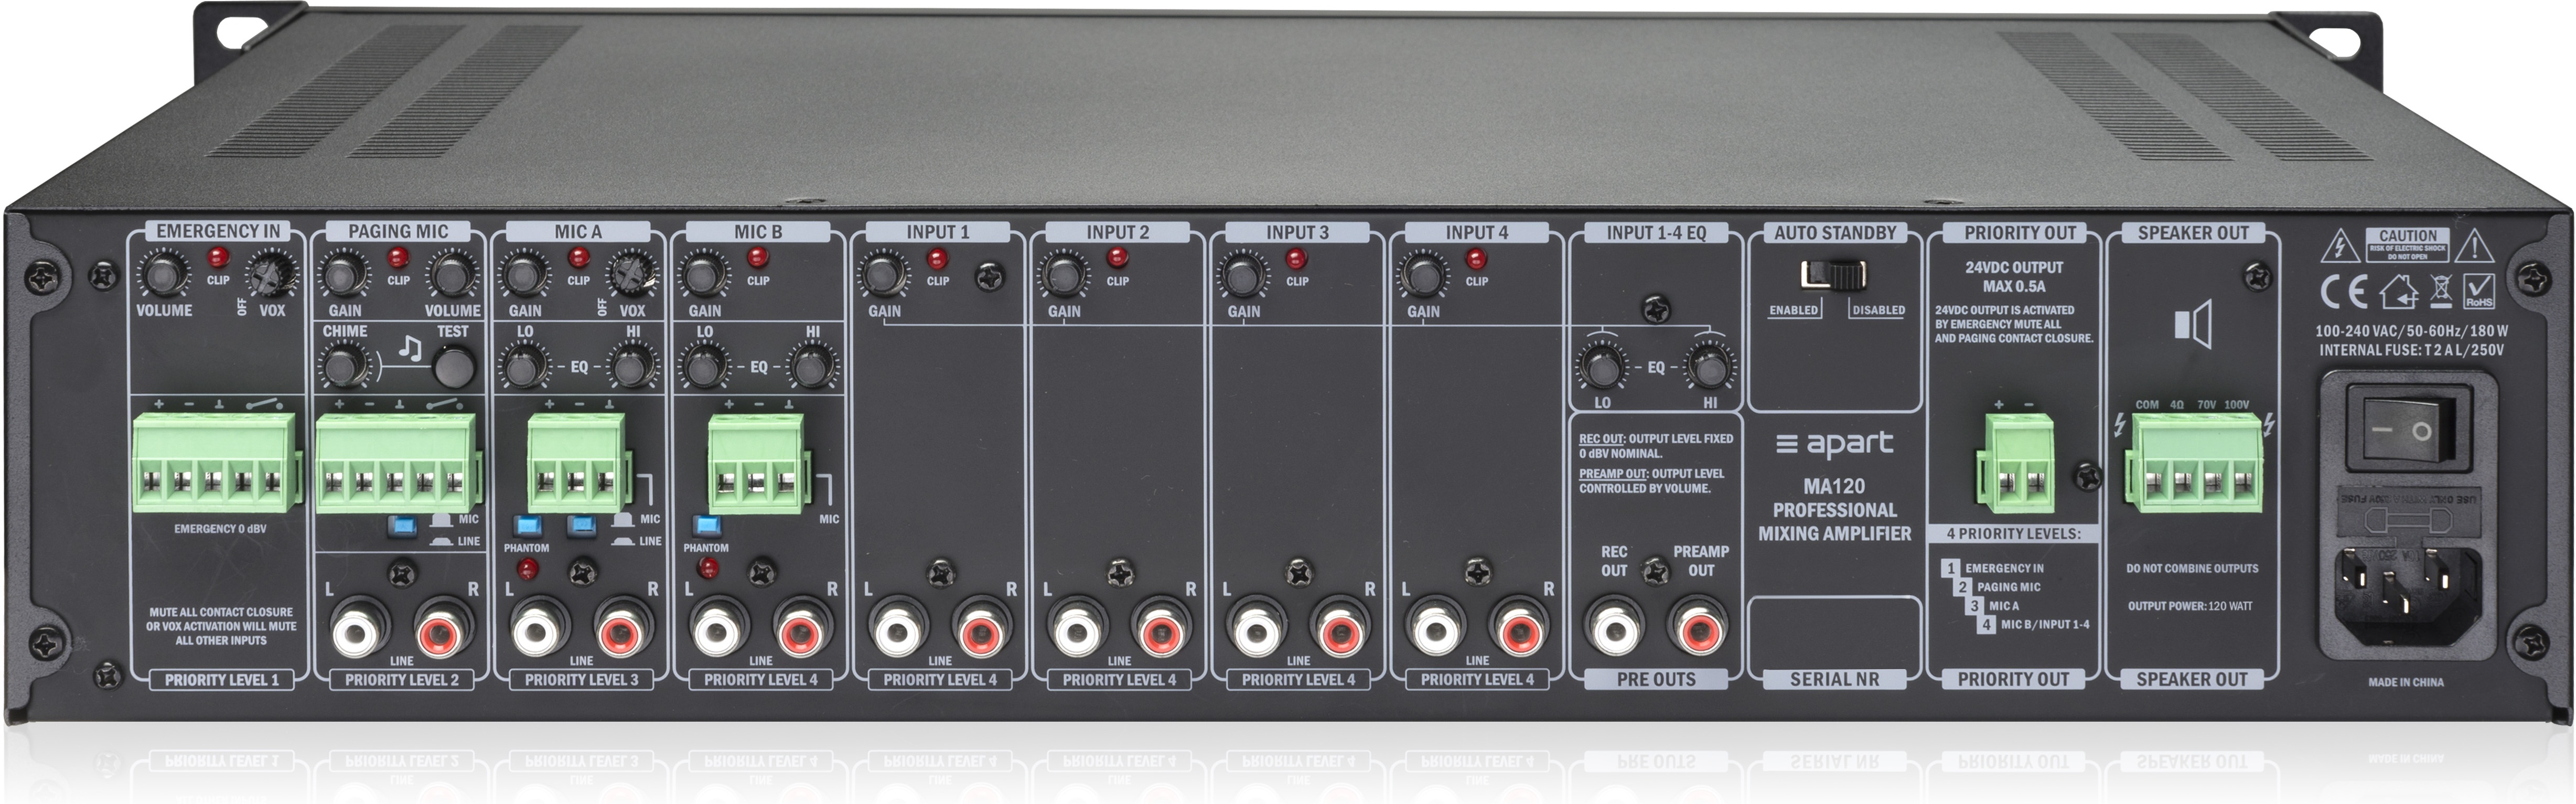 EMERGENCY IN
CLIP
VOLUME
OFF
VOX
+ −
EMERGENCY 0 dBV
MUTE ALL CONTACT CLOSURE
OR VOX ACTIVATION WILL MUTE
ALL OTHER INPUTS
PRIORITY LEVEL 1
PAGING MIC
CLIP
GAIN
VOLUME
CHIME
TEST
+ −
MIC
LINE
L R
LINE
PRIORITY LEVEL 2
MIC A
CLIP
GAIN
OFF
VOX
LO HI
- EQ -
+ −
MIC
PHANTOM
LINE
L R
LINE
PRIORITY LEVEL 3
MIC B
CLIP
GAIN
LO HI
- EQ -
+ −
MIC
PHANTOM
L R
LINE
PRIORITY LEVEL 4
INPUT 1
CLIP
GAIN
L R
LINE
PRIORITY LEVEL 4
INPUT 2
CLIP
GAIN
L R
LINE
PRIORITY LEVEL 4
INPUT 3
CLIP
GAIN
L R
LINE
PRIORITY LEVEL 4
INPUT 4
CLIP
GAIN
L R
LINE
PRIORITY LEVEL 4
INPUT 1-4 EQ
- EQ -
LO HI
REC OUT: OUTPUT LEVEL FIXED
0 dBV NOMINAL.
PREAMP OUT: OUTPUT LEVEL
CONTROLLED BY VOLUME.
REC
OUT
PREAMP
OUT
PRE OUTS
AUTO STANDBY
ENABLED
DISABLED
apart
MA120
PROFESSIONAL
MIXING AMPLIFIER
SERIAL NR
PRIORITY OUT
24VDC OUTPUT
MAX 0.5A
24VDC OUTPUT IS ACTIVATED
BY EMERGENCY MUTE ALL
AND PAGING CONTACT CLOSURE.
+ −
4 PRIORITY LEVELS:
1 EMERGENCY IN
2 PAGING MIC
3 MIC A
4 MIC B/INPUT 1-4
PRIORITY OUT
SPEAKER OUT
COM 4Ω 70V 100V
DO NOT COMBINE OUTPUTS
OUTPUT POWER: 120 WATT
SPEAKER OUT
CAUTION
RISK OF ELECTRIC SHOCK
DO NOT OPEN
CE
RoHS
100-240 VAC/50-60Hz/180 W
INTERNAL FUSE: T 2 A L/250V
MADE IN CHINA